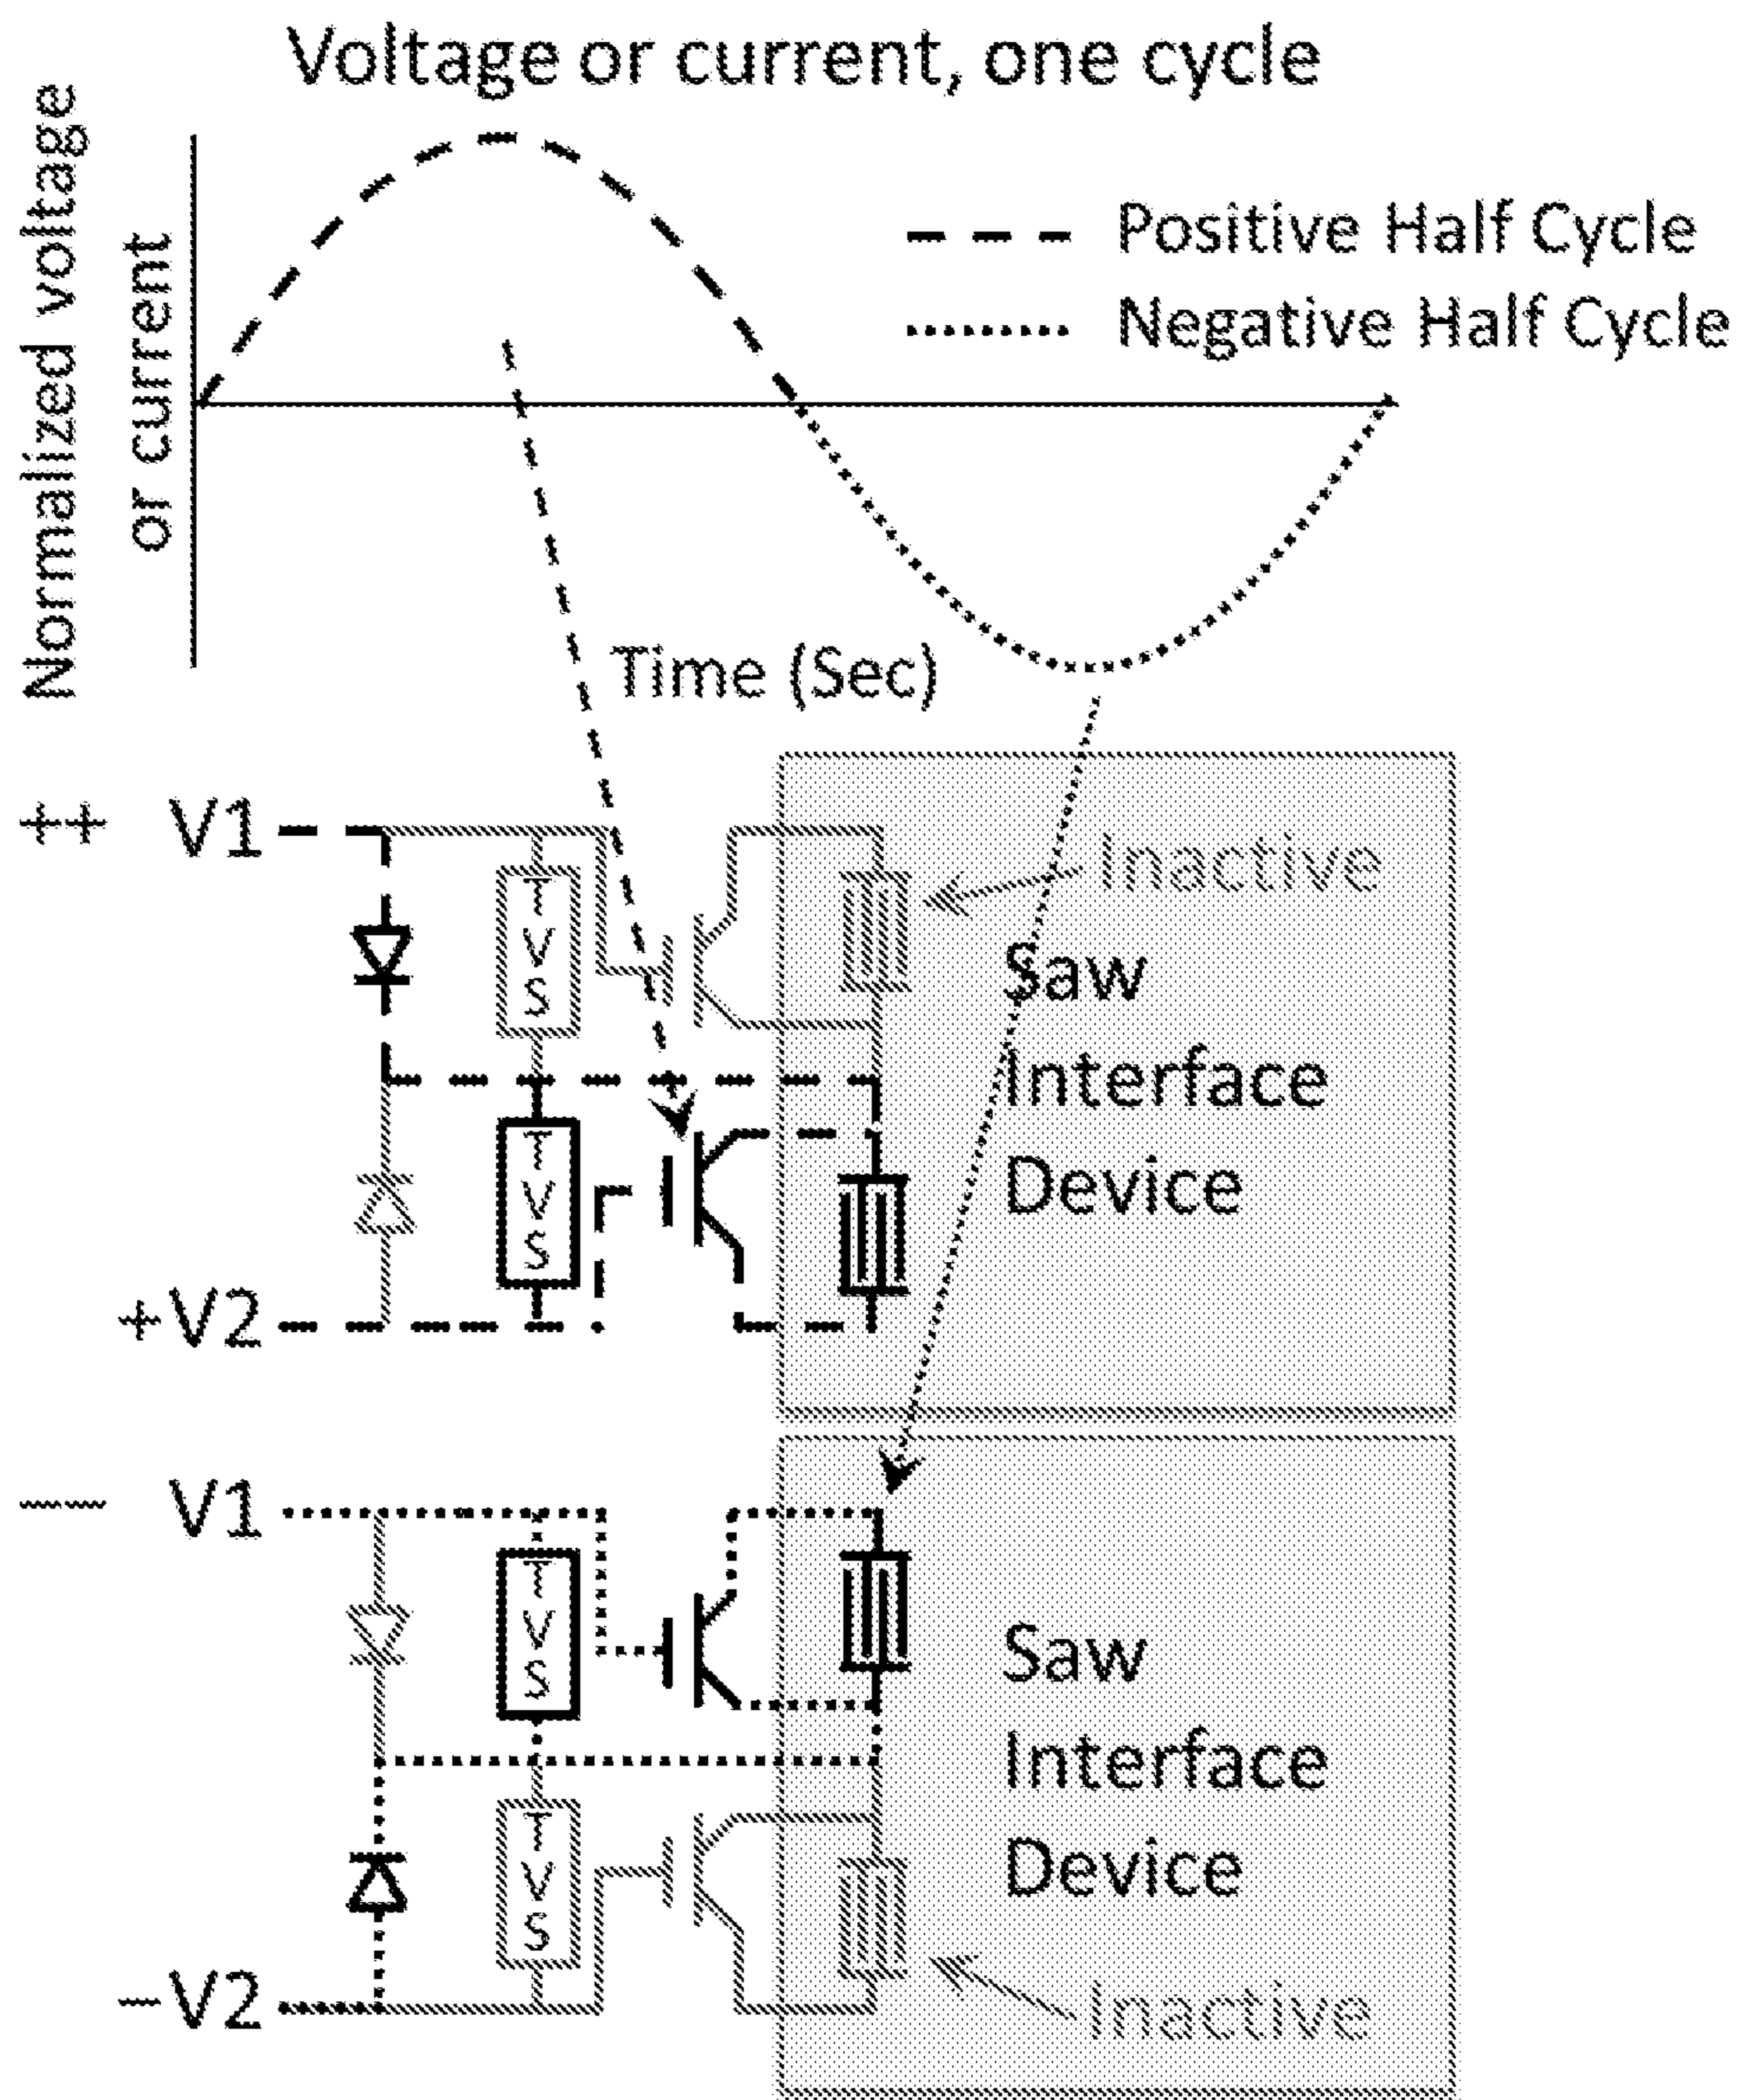 Voltage or current, one cycle
Normalized voltage
or current
Positive Half Cycle
Negative Half Cycle
Time (Sec)
++ V1
TVS
Inactive
Saw
Interface
Device
TVS
+V2
−− V1
TVS
Saw
Interface
Device
TVS
−V2
Inactive